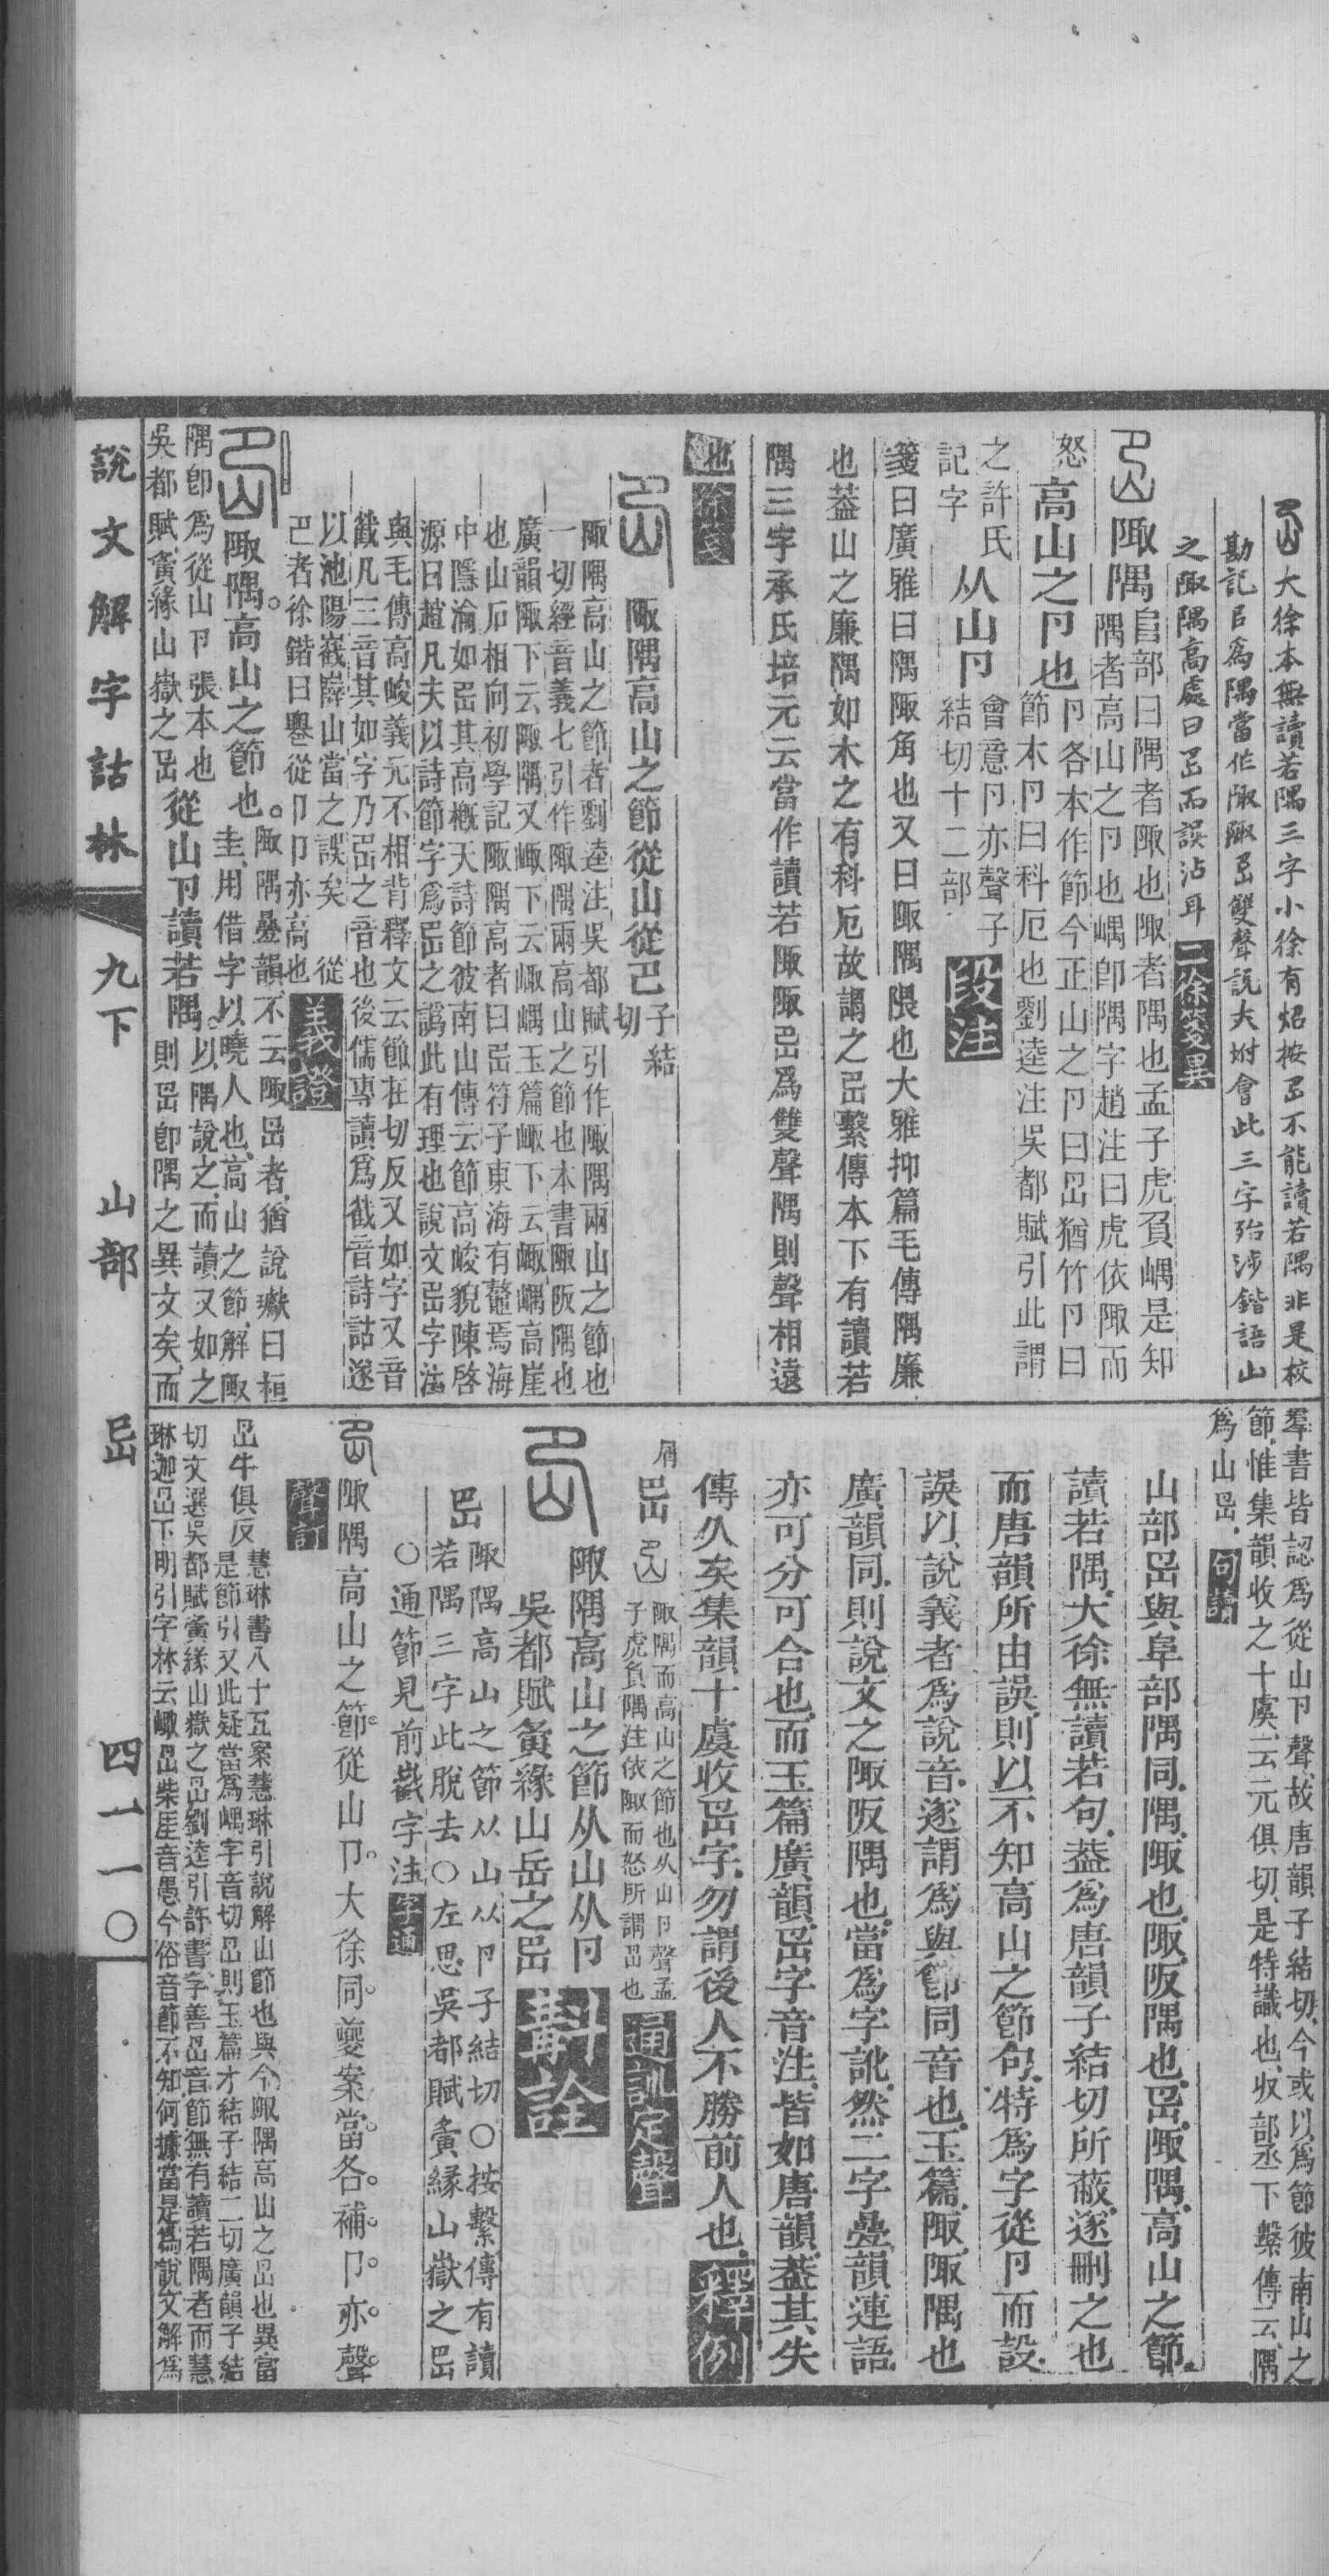 大徐本無讀若隅三字小徐有炤按岊不能讀若隅非是校
勘記㠯為隅當作陬陬岊雙聲説大坿會此三字殆涉鍇語山
之陬隅高處曰岊而誤沾耳 二徐箋異
陬隅𨸏部曰隅者陬也陬者隅也孟子虎負嵎是知
隅者高山之卪也嵎卽隅字趙注曰虎依陬而
怒高山之卪也卪各本作節今正山之卪曰岊猶竹卪曰
節木卪曰科厄也劉逵注吳都賦引此謂
之許氏記字从山卪會意卪亦聲子
結切十二部段注
箋曰廣雅曰隅陬角也又曰陬隅隈也大雅抑篇毛傳隅廉
也葢山之廉隅如木之有科厄故謂之岊繫傳本下有讀若
隅三字承氏培元云當作讀若陬陬岊爲雙聲隅則聲相遠
也徐箋
陬隅高山之節從山從己子結
切
陬隅高山之節者劉逵注吳都賦引作陬隅兩山之節也
一切經音義七引作陬隅兩高山之節也本書陬阪隅也
廣韻陬下云陬隅又㟬下云㟬嵎玉篇㟬下云㟬嵎高崖
也山㠯相向初學記陬隅高者曰岊符子東海有鼇焉海
中隱淪如岊其高槪天詩節彼南山傳云節高峻貌陳啓
源曰趙凡夫以詩節字爲岊之譌此有理也說文岊字注
與毛傳高峻義元不相背釋文云節在切反又如字又音
截凡三音其如字乃岊之音也後儒專讀爲截音詩詁遂
以池陽嶻嶭山當之誤矣 從
巴者徐鍇曰𦥑從卩卩亦高也義證
陬隅。高山之節也。陬隅疊韻、不云陬岊者、猶說瓛曰桓
圭、用借字以曉人也、高山之節、解陬
隅卽爲從山卪張本也
吳都賦、夤緣山嶽之岊從山卪讀若隅。以隅說之、而讀又如之
則岊卽隅之異文矣而
羣書皆認爲從山卪聲、故唐韻子結切、今或以爲節彼南山之
節、惟集韻收之十虞、云元俱切、是特識也、收部丞下繫傳云、隅
爲山岊、句讀
山部岊與𨸏部隅同、隅、陬也、陬、阪隅也、岊、陬隅、高山之節、
讀若隅、大徐無讀若句、葢爲唐韻子結切所蔽、遂刪之也
而唐韻所由誤、則以不知高山之節句、特爲字從卪而設、
誤以說義者爲說音、遂謂爲與節同音也、玉篇、陬、陬隅也
廣韻同、則說文之陬阪隅也、當爲字訛、然二字疊韻連語
亦可分可合也、而玉篇廣韻、岊字音注、皆如唐韻、葢其失
傳久矣集韻十虞收岊字、勿謂後人不勝前人也、釋例
屑岊陬隅而高山之節也从山卪聲孟
子虎負隅注依陬而怒所謂岊也通訓定聲
陬隅高山之節从山从卪
吳都賦夤緣山岳之岊斠詮
岊陬隅高山之節从山从卪子結切○按繫傳有讀
若隅三字此脫去○左思吳都賦夤緣山嶽之岊
○通節見前截字注字通
陬隅高山之節。從山卪。大徐同。夔案當。各。補。卪。亦。聲。
聲訂
岊牛俱反慧琳書八十五案慧琳引説解山節也與今陬隅高山之岊也異富
是節引又此疑當爲嵎字音切岊則玉篇才結子結二切廣韻子結
切文選吳都賦夤緣山嶽之岊劉逵引許書字善岊音節無有讀若隅者而慧
琳迦岊下明引字林云㟬岊柴崖音愚今俗音節不知何據當是爲說文解爲
說文解字詁林 九下 山部 岊 四一一〇